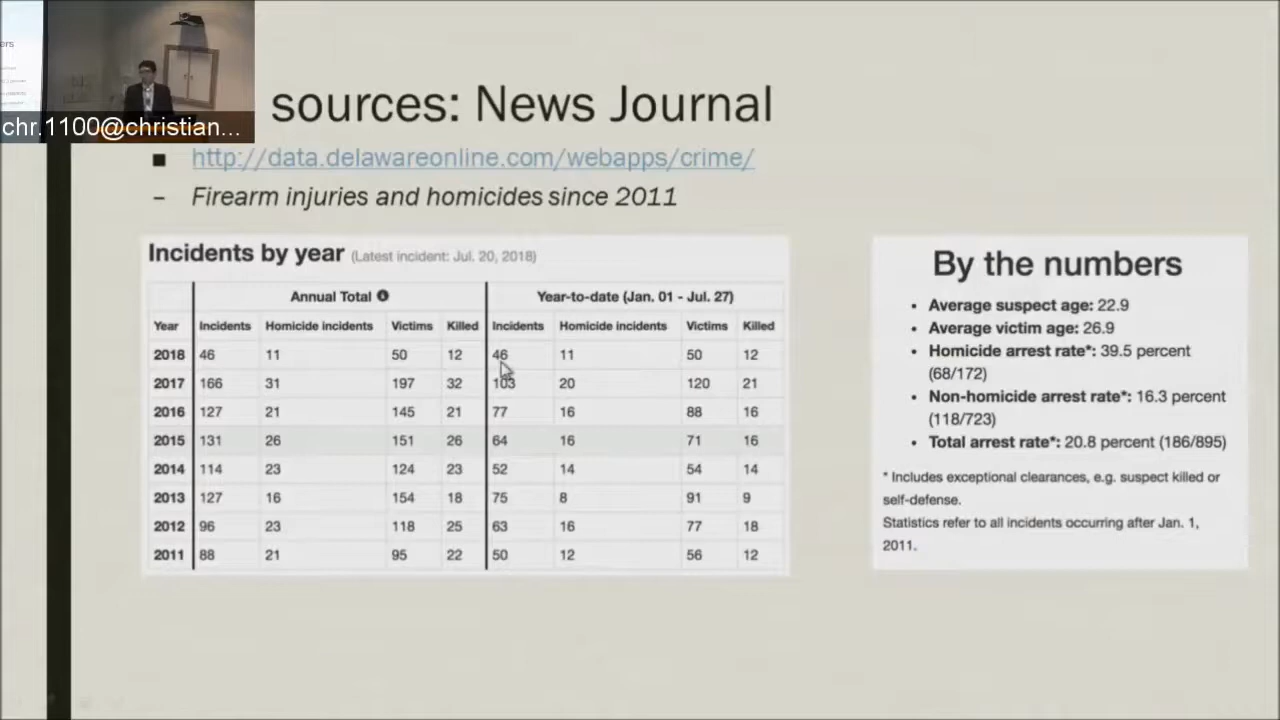 ers
chr.1100@christian...
sources: News Journal
■ http://data.delawareonline.com/webapps/crime/
– Firearm injuries and homicides since 2011
Incidents by year (Latest incident: Jul. 20, 2018)
Annual Total Year-to-date (Jan. 01 - Jul. 27)
Year Incidents Homicide incidents Victims Killed Incidents Homicide incidents Victims Killed
2018 46 11 50 12 46 11 50 12
2017 166 31 197 32 103 20 120 21
2016 127 21 145 21 77 16 88 16
2015 131 26 151 26 64 16 71 16
2014 114 23 124 23 52 14 54 14
2013 127 16 154 18 75 8 91 9
2012 96 23 118 25 63 16 77 18
2011 88 21 95 22 50 12 56 12
By the numbers
• Average suspect age: 22.9
• Average victim age: 26.9
• Homicide arrest rate*: 39.5 percent
(68/172)
• Non-homicide arrest rate*: 16.3 percent
(118/723)
• Total arrest rate*: 20.8 percent (186/895)
* Includes exceptional clearances, e.g. suspect killed or
self-defense.
Statistics refer to all incidents occurring after Jan. 1,
2011.